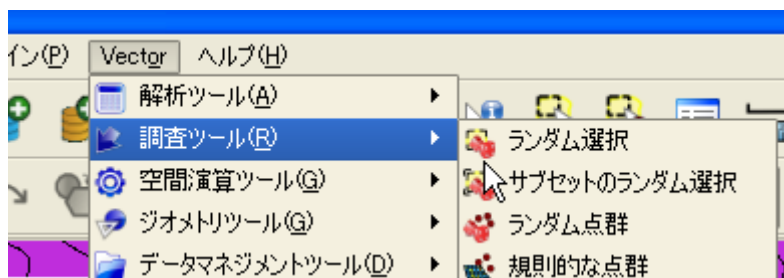 イン(P) Vector ヘルプ(H)
解析ツール(A)
調査ツール(R)
空間演算ツール(G)
ジオメトリツール(G)
データマネジメントツール(D)
ランダム選択
サブセットのランダム選択
ランダム点群
規則的な点群